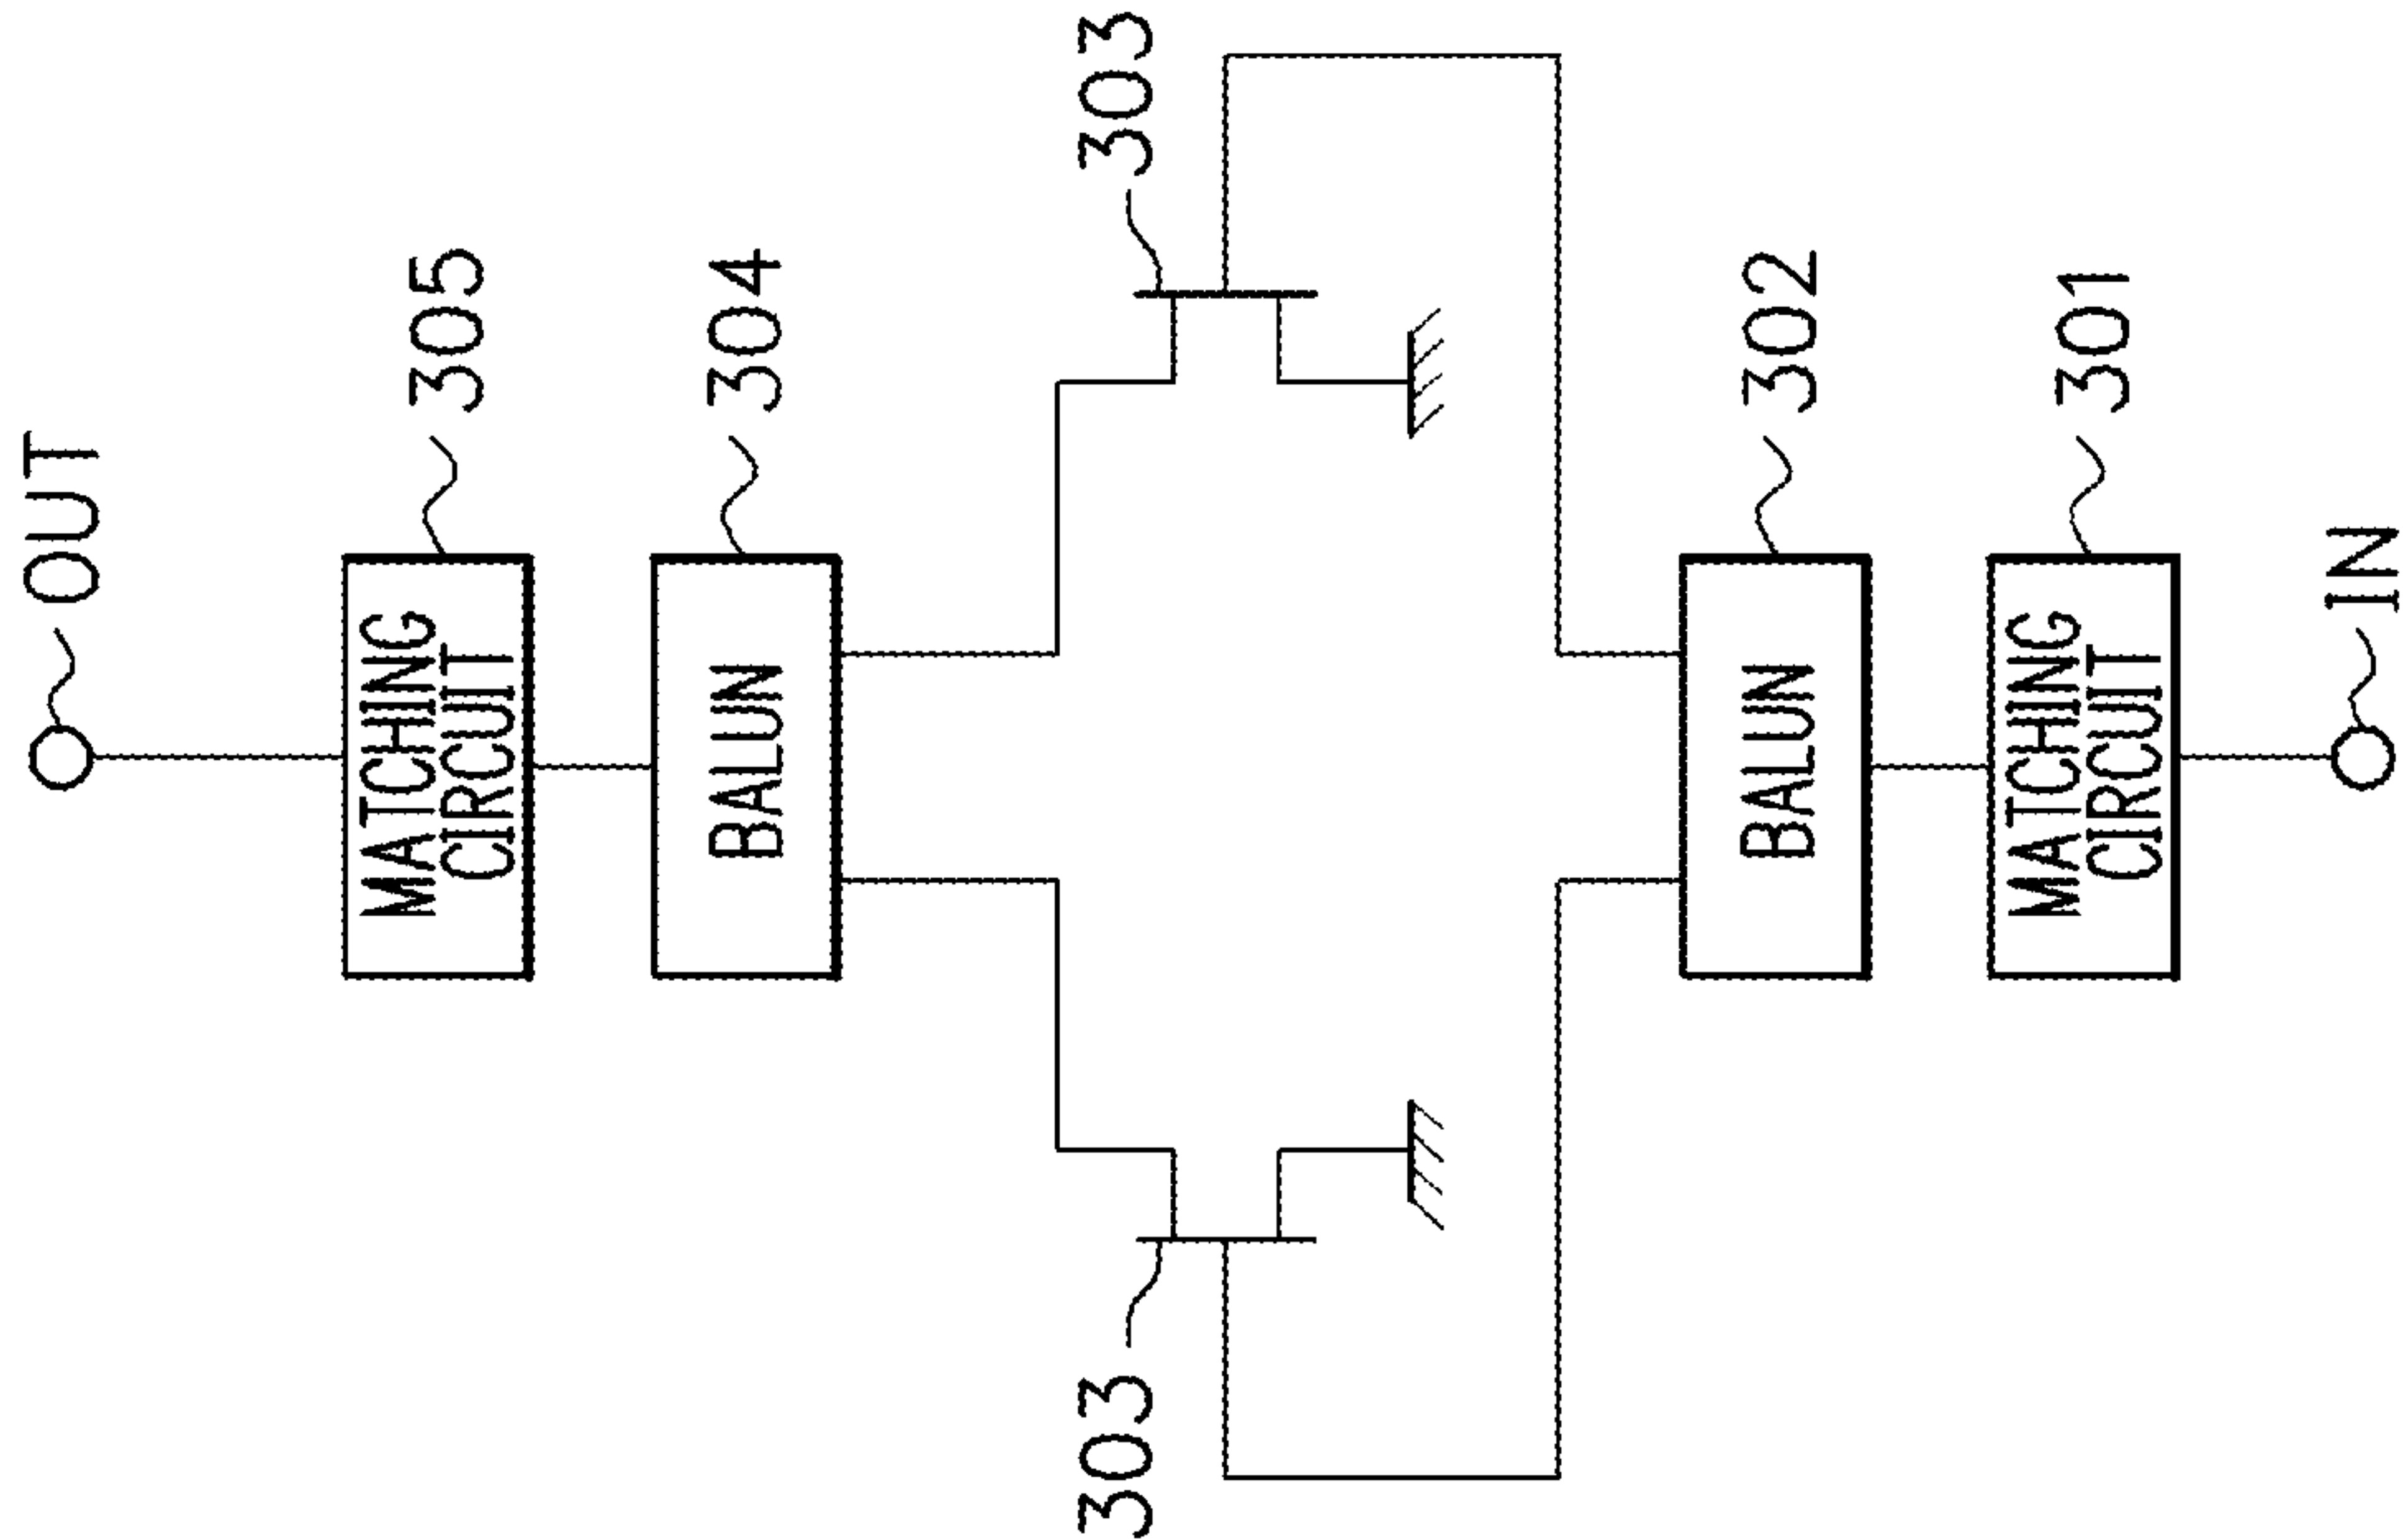 303
303
IN
301
MATCHING
CIRCUIT
302
BALUN
304
BALUN
305
MATCHING
CIRCUIT
OUT